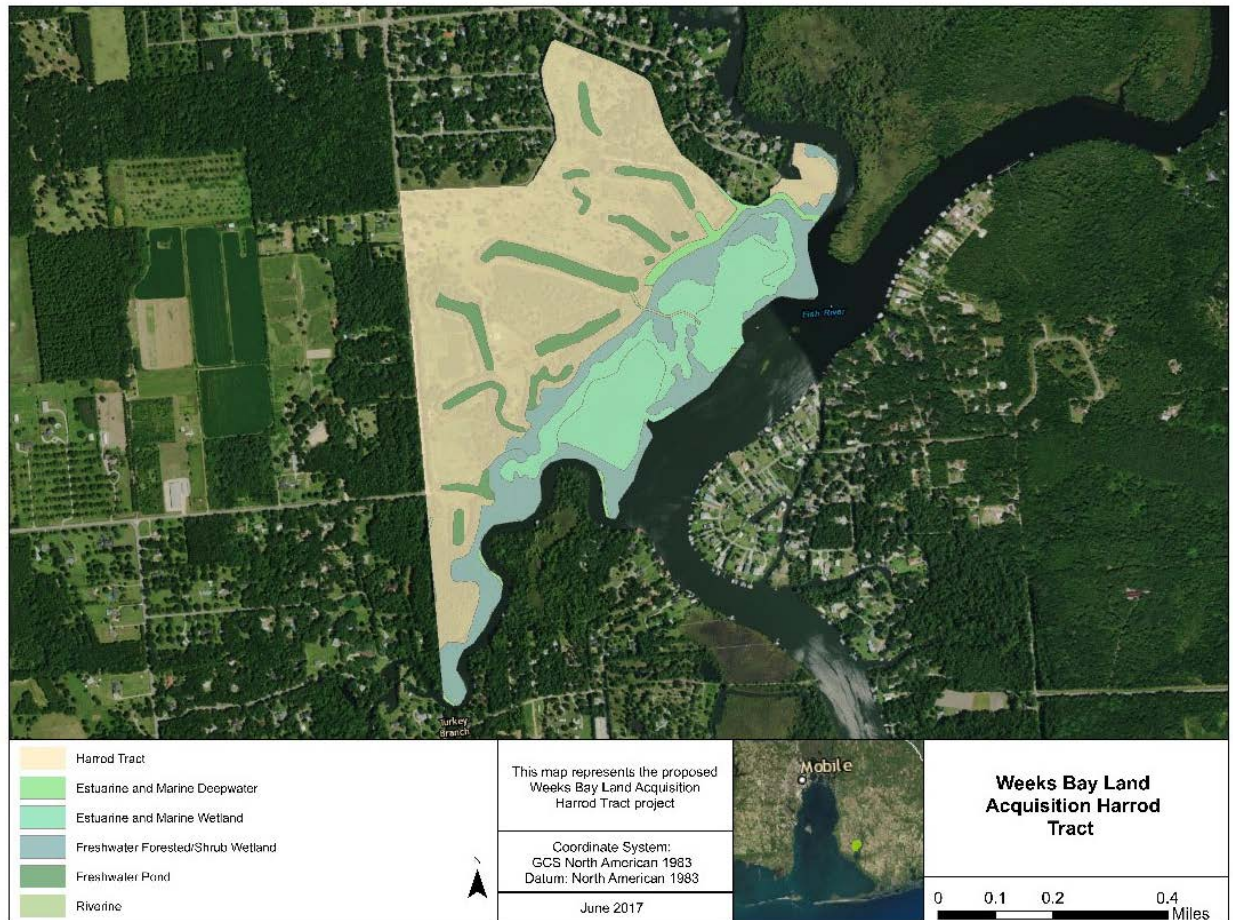 Fish River
Turkey
Branch
Harrod Tract
Estuarine and Marine Deepwater
Estuarine and Marine Wetland
Freshwater Forested/Shrub Wetland
Freshwater Pond
Riverine
This map represents the proposed
Weeks Bay Land Acquisition
Harrod Tract project
Coordinate System:
GCS North American 1983
Datum: North American 1983
June 2017
Mobile
Weeks Bay Land
Acquisition Harrod
Tract
0 0.1 0.2 0.4
Miles